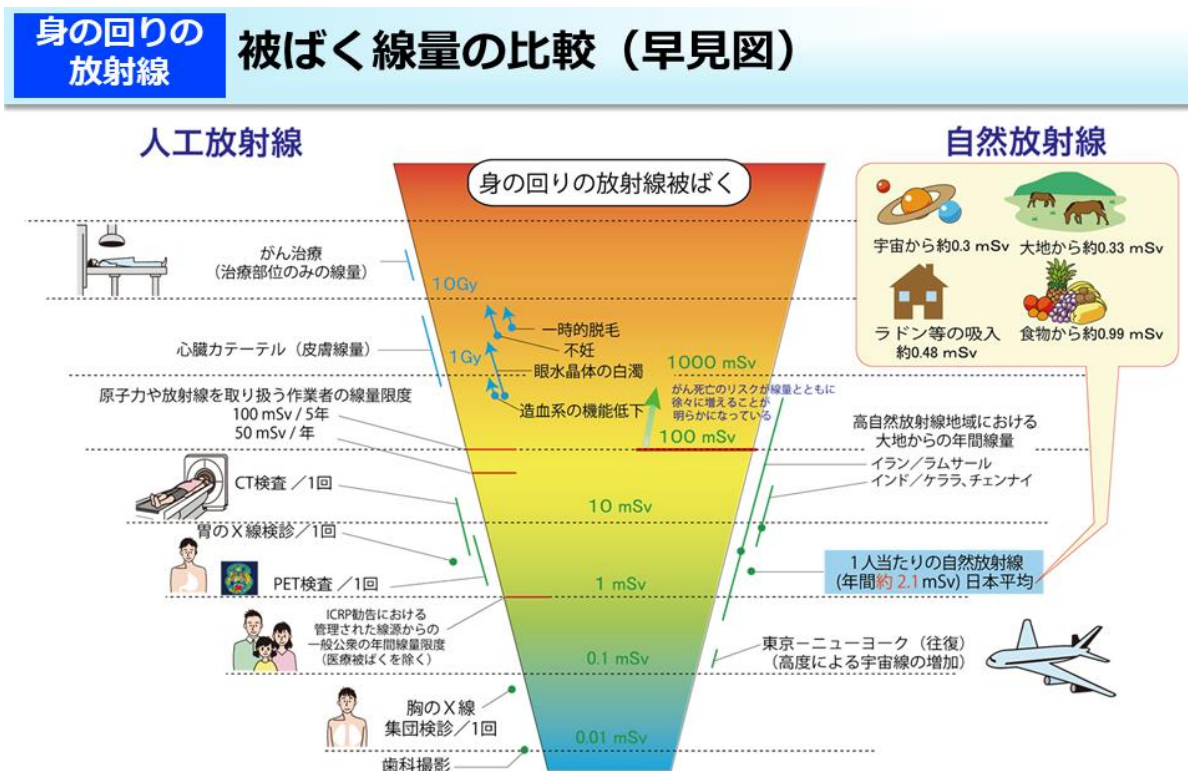 身の回りの
放射線
被ばく線量の比較（早見図）
人工放射線
自然放射線
身の回りの放射線被ばく
宇宙から約0.3 mSv
大地から約0.33 mSv
ラドン等の吸入
約0.48 mSv
食物から約0.99 mSv
がん治療
（治療部位のみの線量）
10Gy
一時的脱毛
不妊
心臓カテーテル（皮膚線量）
1Gy
眼水晶体の白濁
1000 mSv
原子力や放射線を取り扱う作業者の線量限度
100 mSv / 5年
50 mSv / 年
造血系の機能低下
がん死亡のリスクが線量とともに
徐々に増えることが
明らかになっている
100 mSv
高自然放射線地域における
大地からの年間線量
イラン／ラムサール
インド／ケララ、チェンナイ
CT検査 ／1回
10 mSv
胃のX線検診／1回
PET検査 ／1回
1 mSv
1人当たりの自然放射線
(年間約 2.1mSv) 日本平均
ICRP勧告における
管理された線源からの
一般公衆の年間線量限度
（医療被ばくを除く）
0.1 mSv
東京－ニューヨーク（往復）
（高度による宇宙線の増加）
胸のX線
集団検診／1回
0.01 mSv
歯科撮影